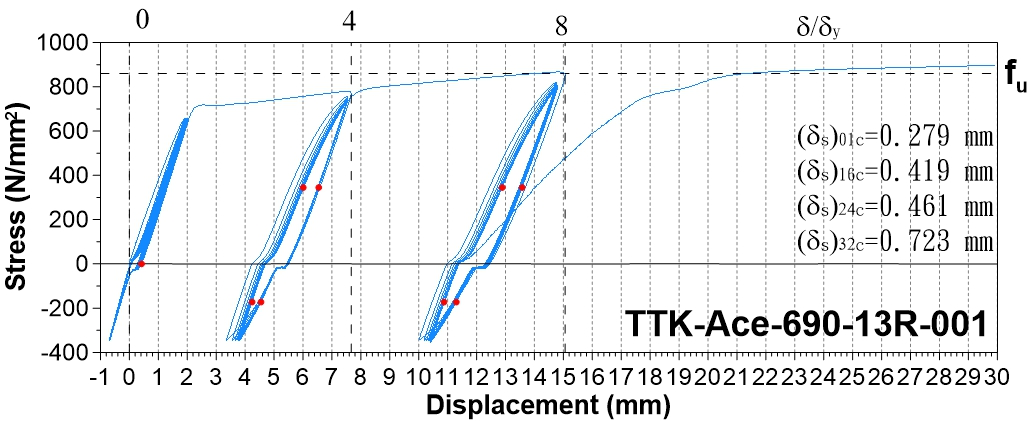 0 4 8 δ/δy
1000
800
600
400
200
0
-200
-400
Stress (N/mm²)
fu
(δs)01c=0.279 mm
(δs)16c=0.419 mm
(δs)24c=0.461 mm
(δs)32c=0.723 mm
TTK-Ace-690-13R-001
-1 0 1 2 3 4 5 6 7 8 9 10 11 12 13 14 15 16 17 18 19 20 21 22 23 24 25 26 27 28 29 30
Displacement (mm)